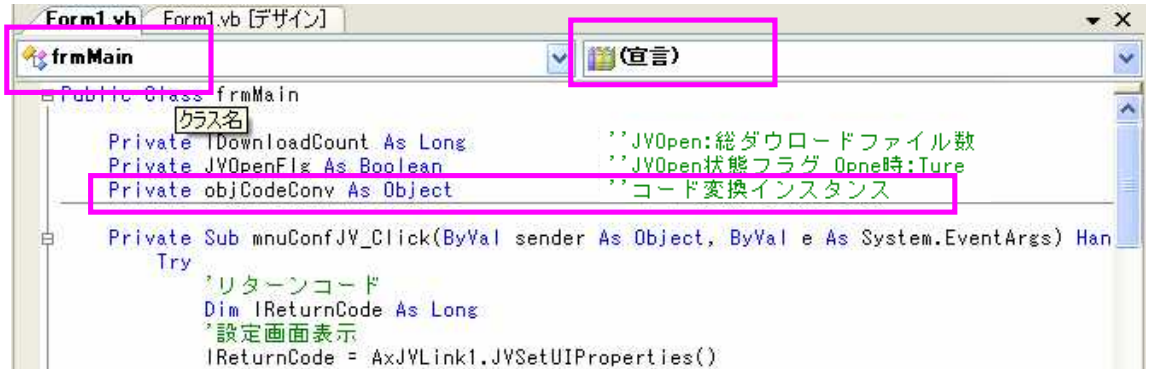 Form1.vb Form1.vb [デザイン]
frmMain (宣言)
Public Class frmMain
クラス名
Private lDownloadCount As Long ''JVOpen:総ダウロードファイル数
Private JVOpenFlg As Boolean ''JVOpen状態フラグ Opne時:Ture
Private objCodeConv As Object ''コード変換インスタンス
Private Sub mnuConfJV_Click(ByVal sender As Object, ByVal e As System.EventArgs) Han
Try
'リターンコード
Dim lReturnCode As Long
'設定画面表示
lReturnCode = AxJVLink1.JVSetUIProperties()